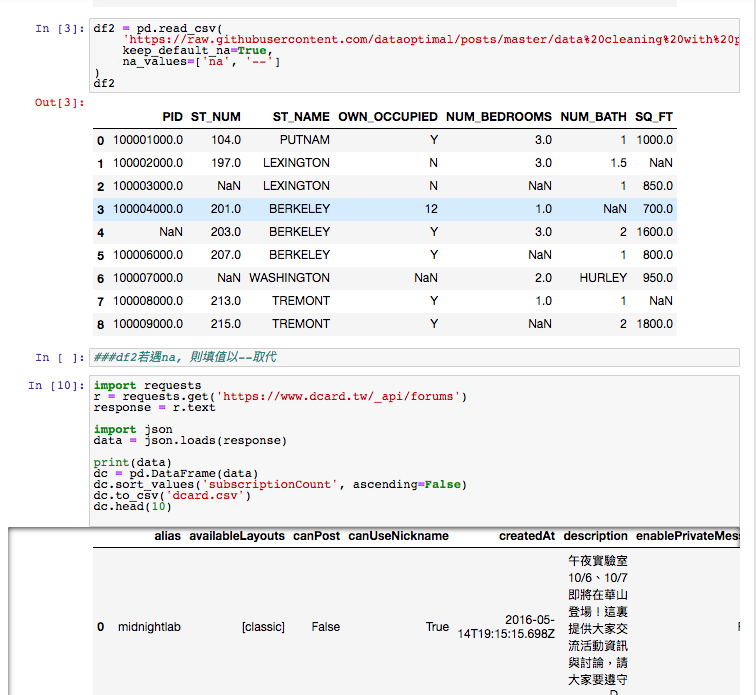 In [3]: df2 = pd.read_csv(
'https://raw.githubusercontent.com/dataoptimal/posts/master/data%20cleaning%20with%20p
keep_default_na=True,
na_values=['na', '--']
)
df2
Out[3]:
PID ST_NUM ST_NAME OWN_OCCUPIED NUM_BEDROOMS NUM_BATH SQ_FT
0 100001000.0 104.0 PUTNAM Y 3.0 1 1000.0
1 100002000.0 197.0 LEXINGTON N 3.0 1.5 NaN
2 100003000.0 NaN LEXINGTON N NaN 1 850.0
3 100004000.0 201.0 BERKELEY 12 1.0 NaN 700.0
4 NaN 203.0 BERKELEY Y 3.0 2 1600.0
5 100006000.0 207.0 BERKELEY Y NaN 1 800.0
6 100007000.0 NaN WASHINGTON NaN 2.0 HURLEY 950.0
7 100008000.0 213.0 TREMONT Y 1.0 1 NaN
8 100009000.0 215.0 TREMONT Y NaN 2 1800.0
In [ ]: ###df2若遇na, 則填值以--取代
In [10]: import requests
r = requests.get('https://www.dcard.tw/_api/forums')
response = r.text
import json
data = json.loads(response)
print(data)
dc = pd.DataFrame(data)
dc.sort_values('subscriptionCount', ascending=False)
dc.to_csv('dcard.csv')
dc.head(10)
alias availableLayouts canPost canUseNickname createdAt description enablePrivateMes
午夜實驗室
10/6、10/7
即將在華山
登場！這裏
0 midnightlab [classic] False True 2016-05-14T19:15:15.698Z 提供大家交
流活動資訊
與討論，請
大家要遵守